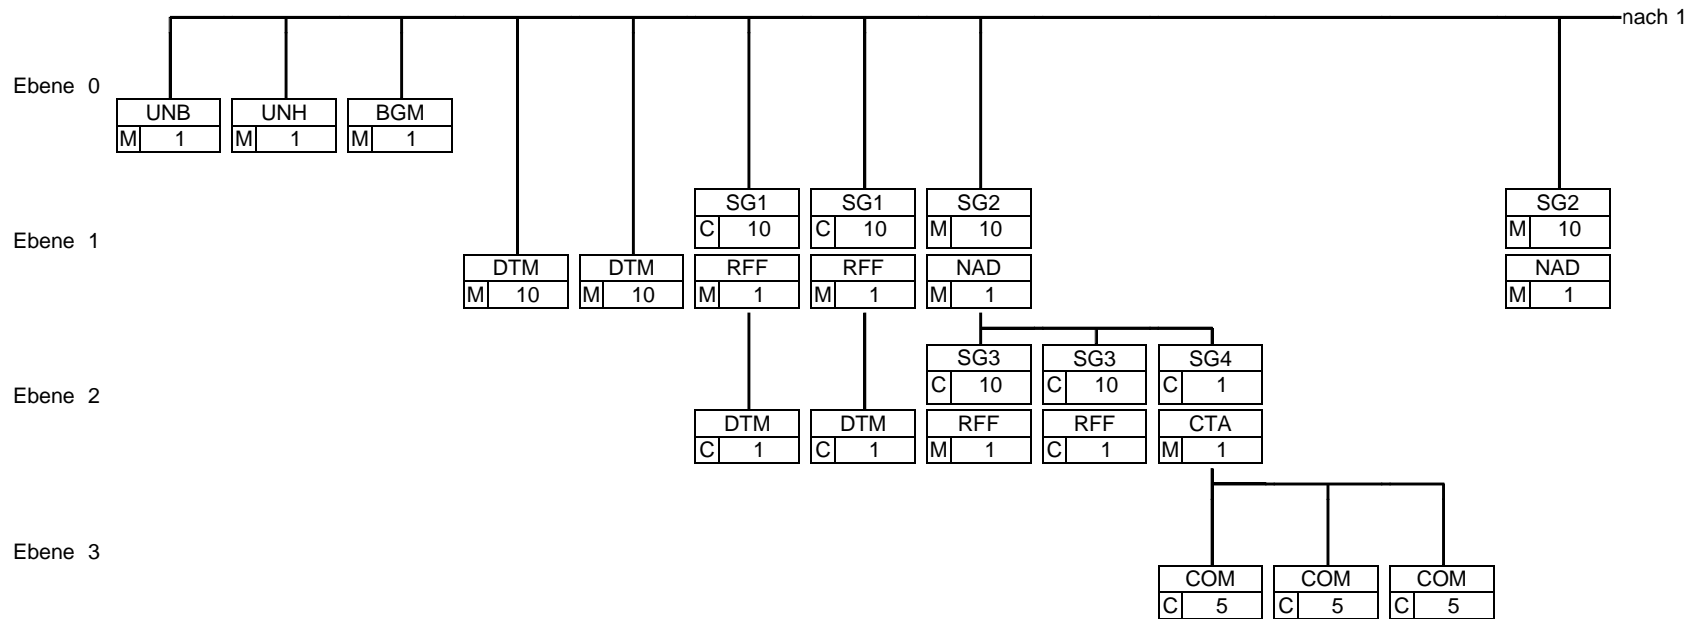 nach 1
Ebene 0
UNB UNH BGM
M 1 M 1 M 1
SG1 SG1 SG2 SG2
C 10 C 10 M 10 M 10
Ebene 1
DTM DTM RFF RFF NAD NAD
M 10 M 10 M 1 M 1 M 1 M 1
SG3 SG3 SG4
C 10 C 10 C 1
Ebene 2
DTM DTM RFF RFF CTA
C 1 C 1 M 1 C 1 M 1
Ebene 3
COM COM COM
C 5 C 5 C 5